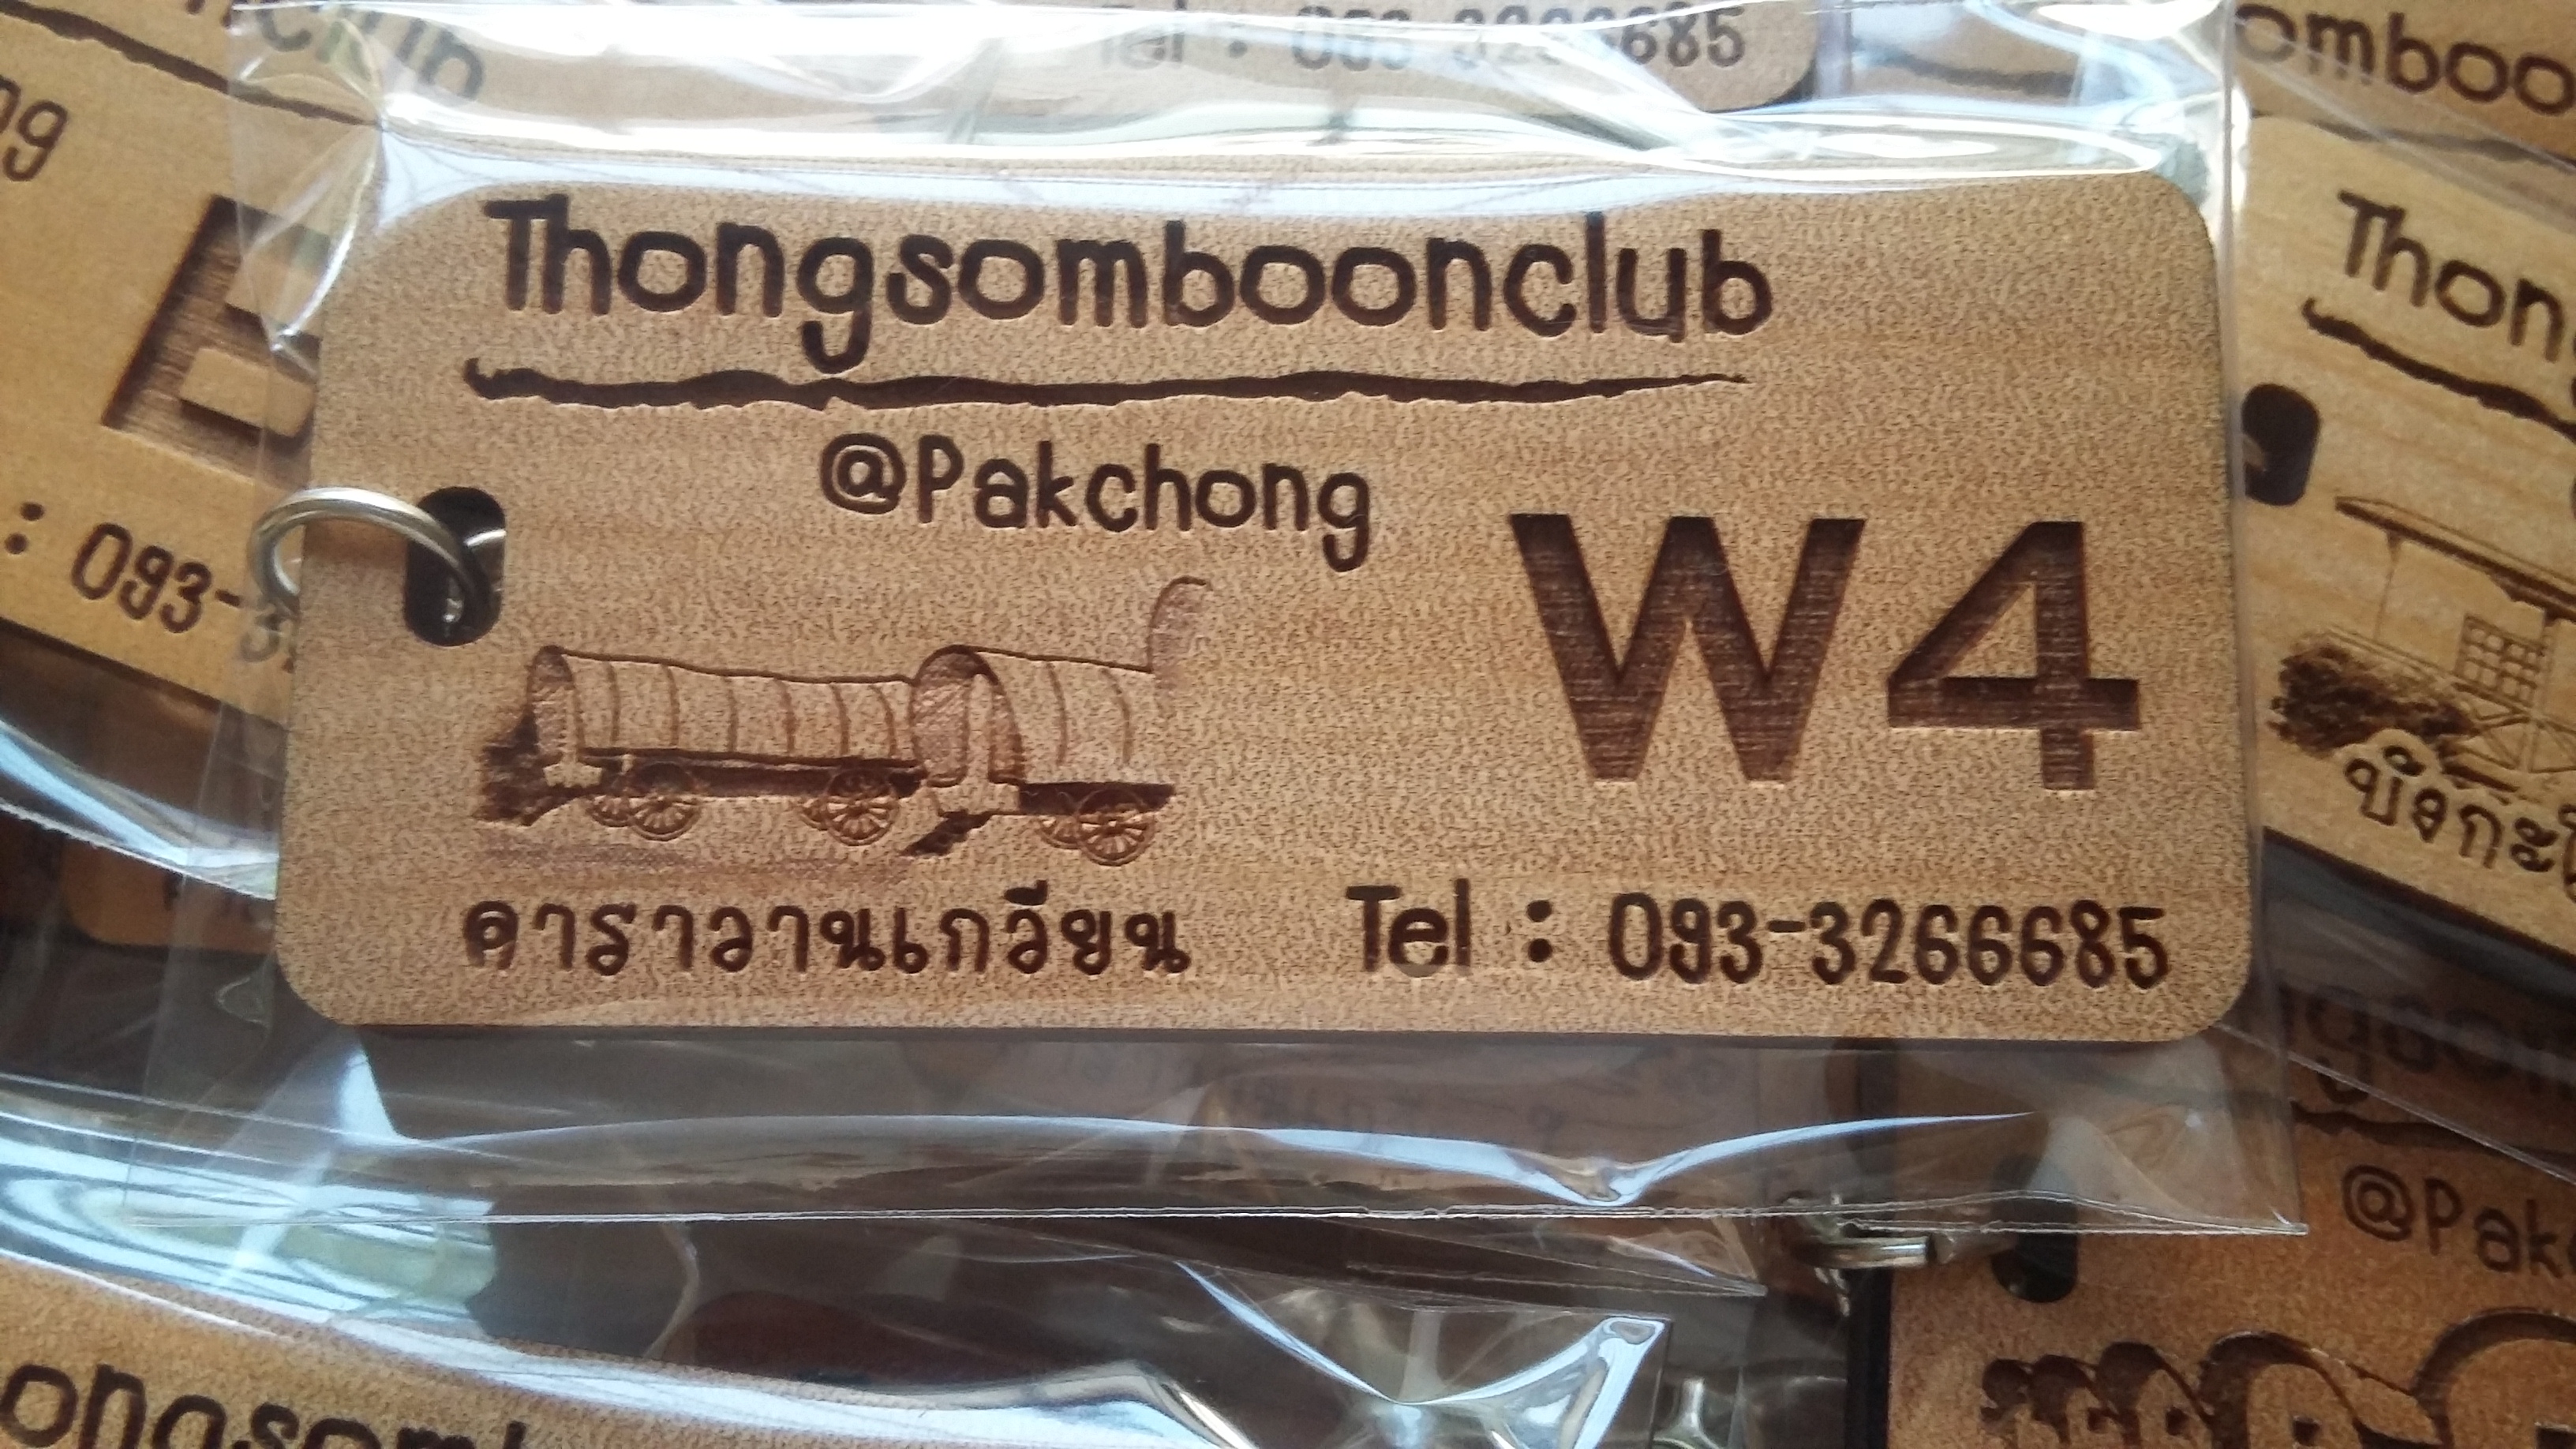 Thongsomboonclub
@Pakchong
W4
คาราวานเกวียน
Tel : 093-3266685